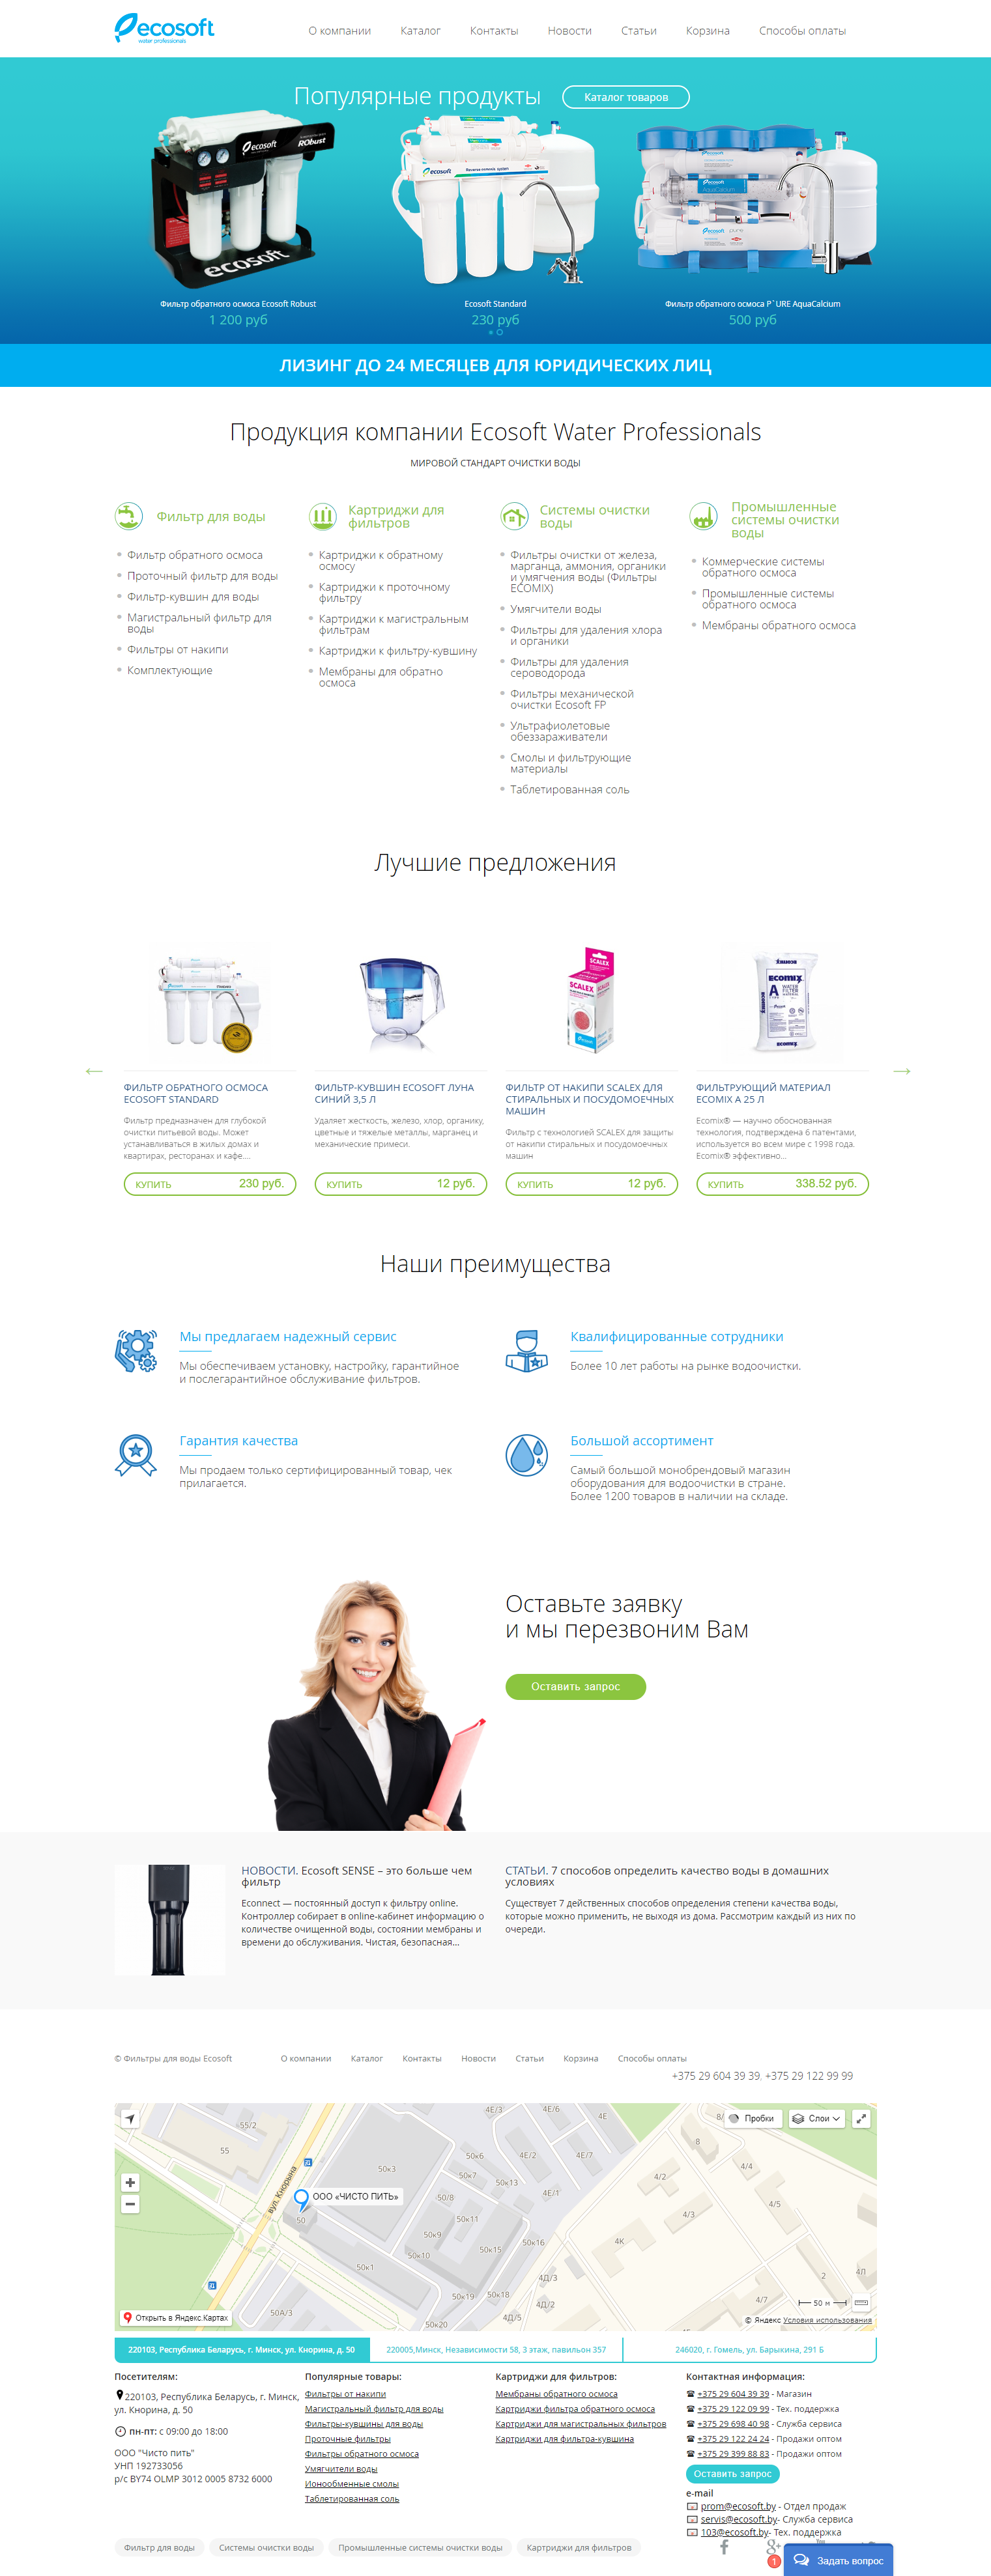 ecosoft
water professionals
О компании Каталог Контакты Новости Статьи Корзина Способы оплаты
Популярные продукты
Каталог товаров
Фильтр обратного осмоса Ecosoft Robust
1 200 руб
Ecosoft Standard
230 руб
Фильтр обратного осмоса P`URE AquaCalcium
500 руб
ЛИЗИНГ ДО 24 МЕСЯЦЕВ ДЛЯ ЮРИДИЧЕСКИХ ЛИЦ
Продукция компании Ecosoft Water Professionals
МИРОВОЙ СТАНДАРТ ОЧИСТКИ ВОДЫ
Фильтр для воды
Фильтр обратного осмоса
Проточный фильтр для воды
Фильтр-кувшин для воды
Магистральный фильтр для
воды
Фильтры от накипи
Комплектующие
Картриджи для
фильтров
Картриджи к обратному
осмосу
Картриджи к проточному
фильтру
Картриджи к магистральным
фильтрам
Картриджи к фильтру-кувшину
Мембраны для обратно
осмоса
Системы очистки
воды
Фильтры очистки от железа,
марганца, аммония, органики
и умягчения воды (Фильтры
ECOMIX)
Умягчители воды
Фильтры для удаления хлора
и органики
Фильтры для удаления
сероводорода
Фильтры механической
очистки Ecosoft FP
Ультрафиолетовые
обеззараживатели
Смолы и фильтрующие
материалы
Таблетированная соль
Промышленные
системы очистки
воды
Коммерческие системы
обратного осмоса
Промышленные системы
обратного осмоса
Мембраны обратного осмоса
Лучшие предложения
← →
ФИЛЬТР ОБРАТНОГО ОСМОСА
ECOSOFT STANDARD
Фильтр предназначен для глубокой
очистки питьевой воды. Может
устанавливаться в жилых домах и
квартирах, ресторанах и кафе....
КУПИТЬ 230 руб.
ФИЛЬТР-КУВШИН ECOSOFT ЛУНА
СИНИЙ 3,5 Л
Удаляет жесткость, железо, хлор, органику,
цветные и тяжелые металлы, марганец и
механические примеси.
КУПИТЬ 12 руб.
SCALEX
ФИЛЬТР ОТ НАКИПИ SCALEX ДЛЯ
СТИРАЛЬНЫХ И ПОСУДОМОЕЧНЫХ
МАШИН
Фильтр с технологией SCALEX для защиты
от накипи стиральных и посудомоечных
машин
КУПИТЬ 12 руб.
ECOMIX
A
ФИЛЬТРУЮЩИЙ МАТЕРИАЛ
ECOMIX A 25 Л
Ecomix® — научно обоснованная
технология, подтверждена 6 патентами,
используется во всем мире с 1998 года.
Ecomix® эффективно...
КУПИТЬ 338.52 руб.
Наши преимущества
Мы предлагаем надежный сервис
Мы обеспечиваем установку, настройку, гарантийное
и послегарантийное обслуживание фильтров.
Квалифицированные сотрудники
Более 10 лет работы на рынке водоочистки.
Гарантия качества
Мы продаем только сертифицированный товар, чек
прилагается.
Большой ассортимент
Самый большой монобрендовый магазин
оборудования для водоочистки в стране.
Более 1200 товаров в наличии на складе.
Оставьте заявку
и мы перезвоним Вам
Оставить запрос
НОВОСТИ. Ecosoft SENSE – это больше чем
фильтр
Econnect — постоянный доступ к фильтру online.
Контроллер собирает в online-кабинет информацию о
количестве очищенной воды, состоянии мембраны и
времени до обслуживания. Чистая, безопасная...
СТАТЬИ. 7 способов определить качество воды в домашних
условиях
Существует 7 действенных способов определения степени качества воды,
которые можно применить, не выходя из дома. Рассмотрим каждый из них по
очереди.
© Фильтры для воды Ecosoft
О компании Каталог Контакты Новости Статьи Корзина Способы оплаты
+375 29 604 39 39, +375 29 122 99 99
Пробки Слои
ООО «ЧИСТО ПИТЬ»
вул. Кнорына
Открыть в Яндекс.Картах
50 м
© Яндекс Условия использования
220103, Республика Беларусь, г. Минск, ул. Кнорина, д. 50
220005,Минск, Независимости 58, 3 этаж, павильон 357
246020, г. Гомель, ул. Барыкина, 291 Б
Посетителям:
220103, Республика Беларусь, г. Минск,
ул. Кнорина, д. 50
пн-пт: с 09:00 до 18:00
ООО "Чисто пить"
УНП 192733056
р/с BY74 OLMP 3012 0005 8732 6000
Популярные товары:
Фильтры от накипи
Магистральный фильтр для воды
Фильтры-кувшины для воды
Проточные фильтры
Фильтры обратного осмоса
Умягчители воды
Ионообменные смолы
Таблетированная соль
Картриджи для фильтров:
Мембраны обратного осмоса
Картриджи фильтра обратного осмоса
Картриджи для магистральных фильтров
Картриджи для фильтра-кувшина
Контактная информация:
+375 29 604 39 39 - Магазин
+375 29 122 09 99 - Тех. поддержка
+375 29 698 40 98 - Служба сервиса
+375 29 122 24 24 - Продажи оптом
+375 29 399 88 83 - Продажи оптом
Оставить запрос
e-mail
prom@ecosoft.by - Отдел продаж
servis@ecosoft.by- Служба сервиса
103@ecosoft.by- Тех. поддержка
Фильтр для воды Системы очистки воды Промышленные системы очистки воды Картриджи для фильтров
1
Задать вопрос